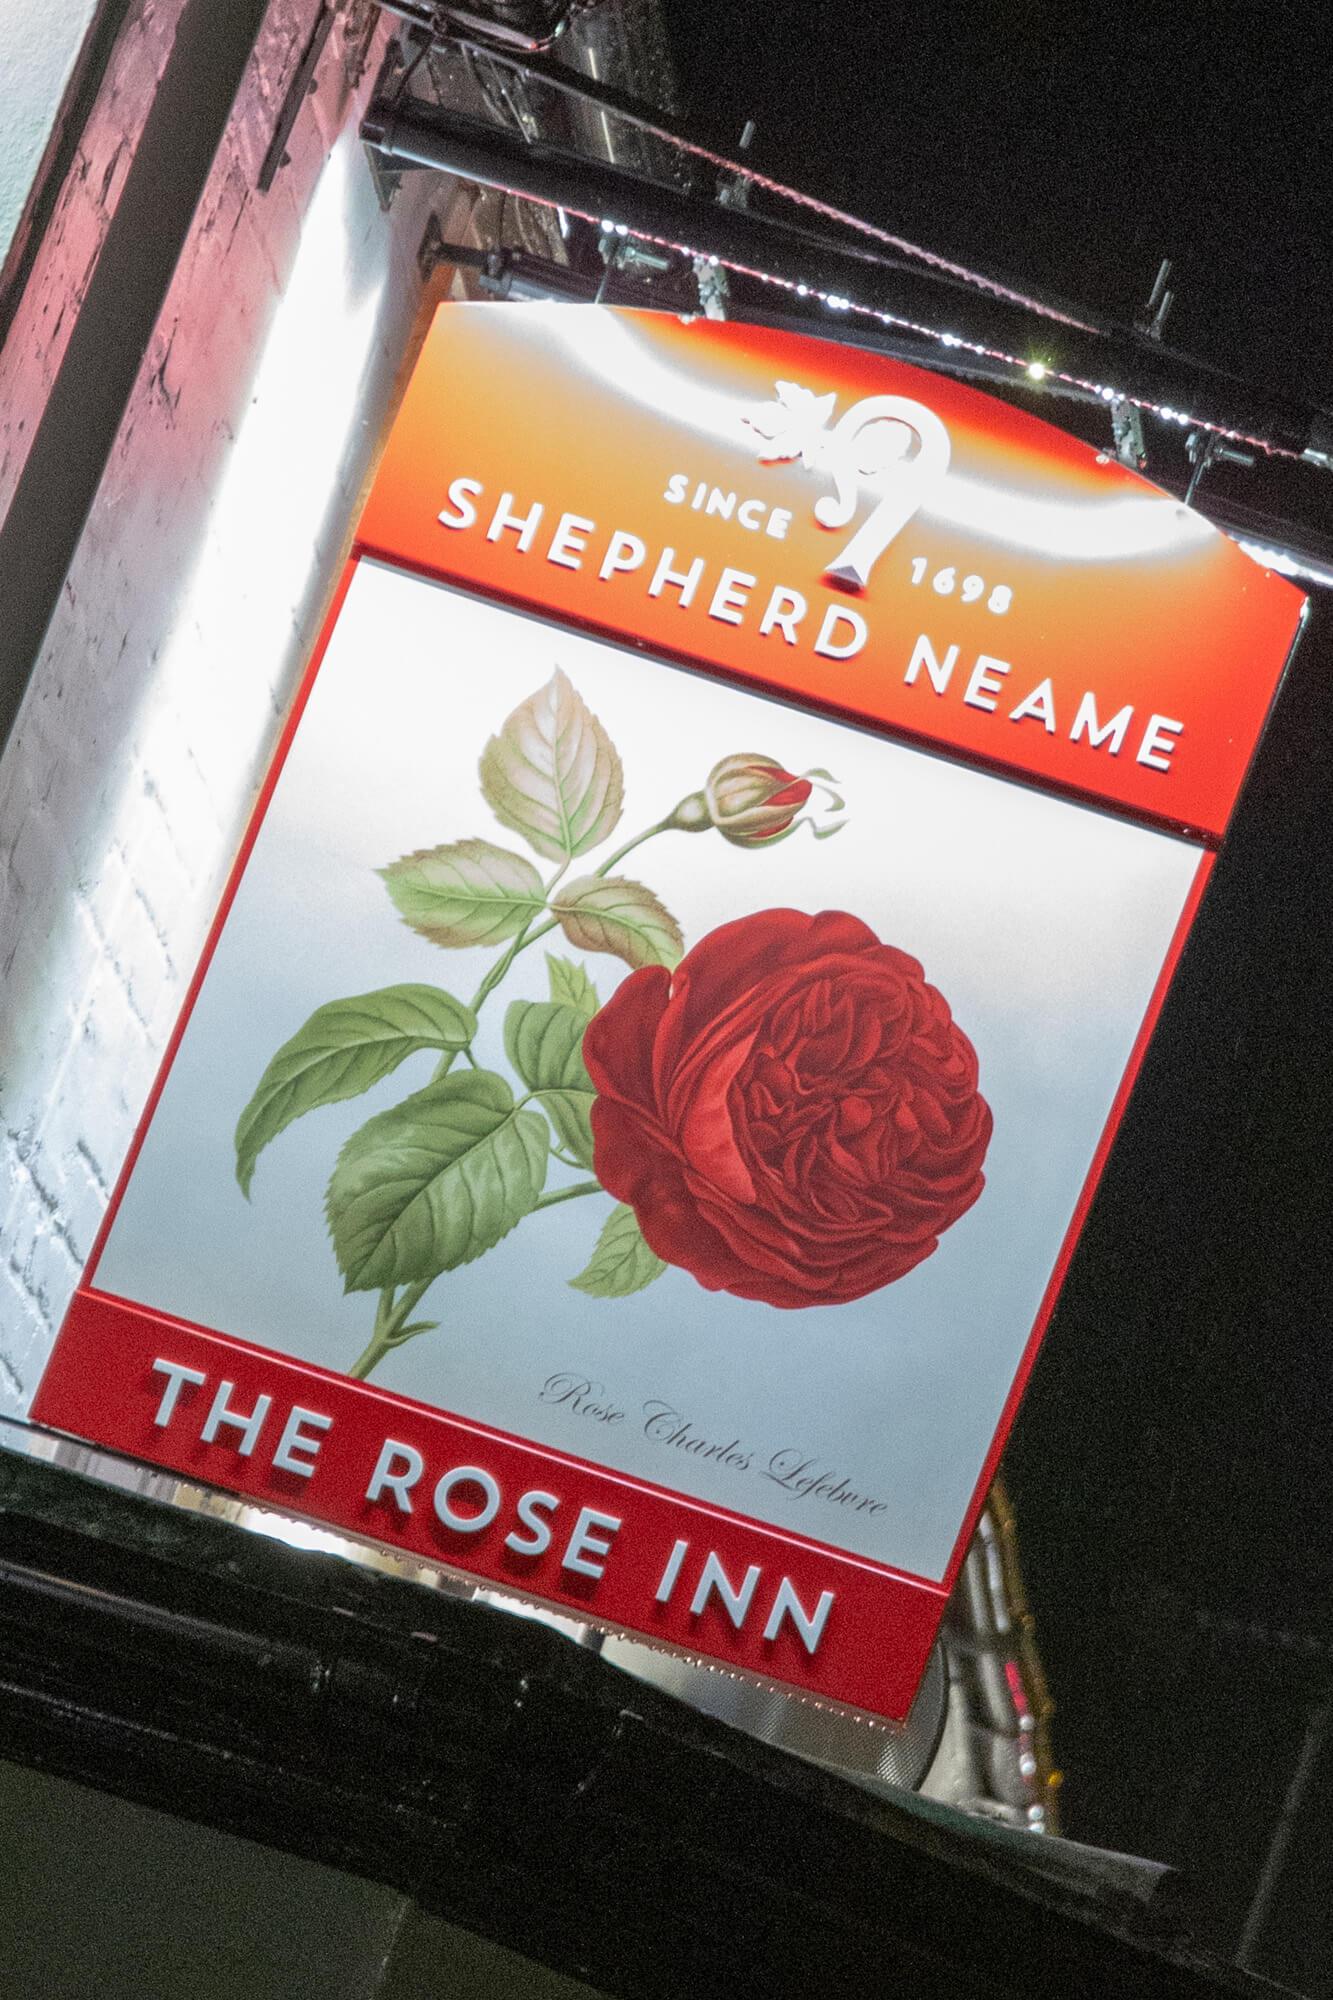 SINCE 1698
SHEPHERD NEAME
Rose Charles Lefebvre
THE ROSE INN